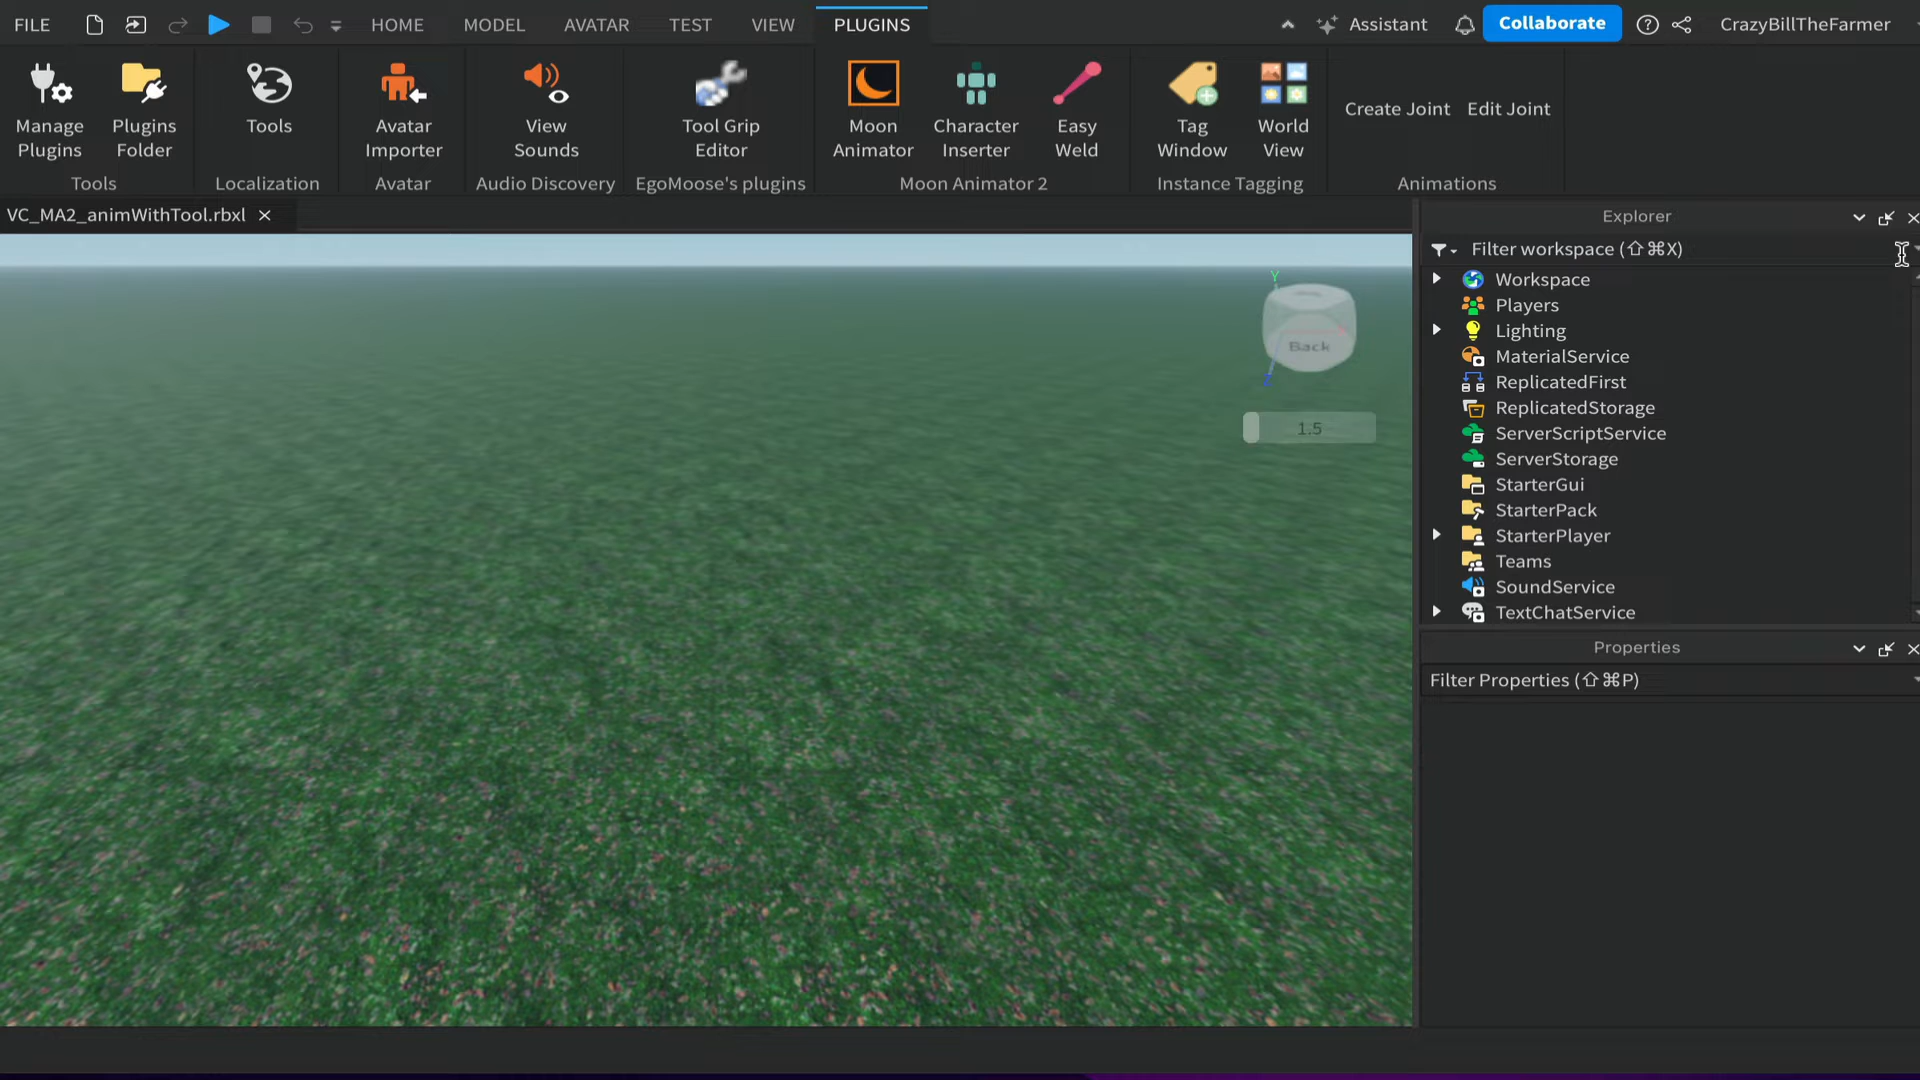 FILE HOME MODEL AVATAR TEST VIEW PLUGINS Assistant Collaborate CrazyBillTheFarmer
Manage Plugins
Plugins Folder
Tools
Tools
Localization
Avatar Importer
Avatar
View Sounds
Audio Discovery
Tool Grip Editor
EgoMoose's plugins
Moon Animator
Character Inserter
Easy Weld
Moon Animator 2
Tag Window
World View
Instance Tagging
Create Joint Edit Joint
Animations
VC_MA2_animWithTool.rbxl
Y
Back
Z
1.5
Explorer
Filter workspace (⇧⌘X)
Workspace
Players
Lighting
MaterialService
ReplicatedFirst
ReplicatedStorage
ServerScriptService
ServerStorage
StarterGui
StarterPack
StarterPlayer
Teams
SoundService
TextChatService
Properties
Filter Properties (⇧⌘P)